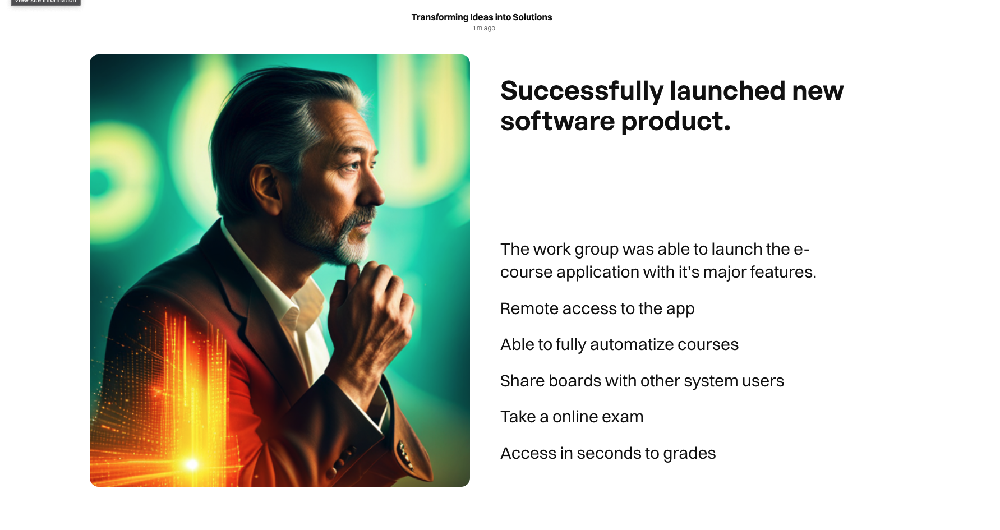 View site information
Transforming Ideas into Solutions
1m ago
Successfully launched new
software product.
The work group was able to launch the e-
course application with it’s major features.
Remote access to the app
Able to fully automatize courses
Share boards with other system users
Take a online exam
Access in seconds to grades